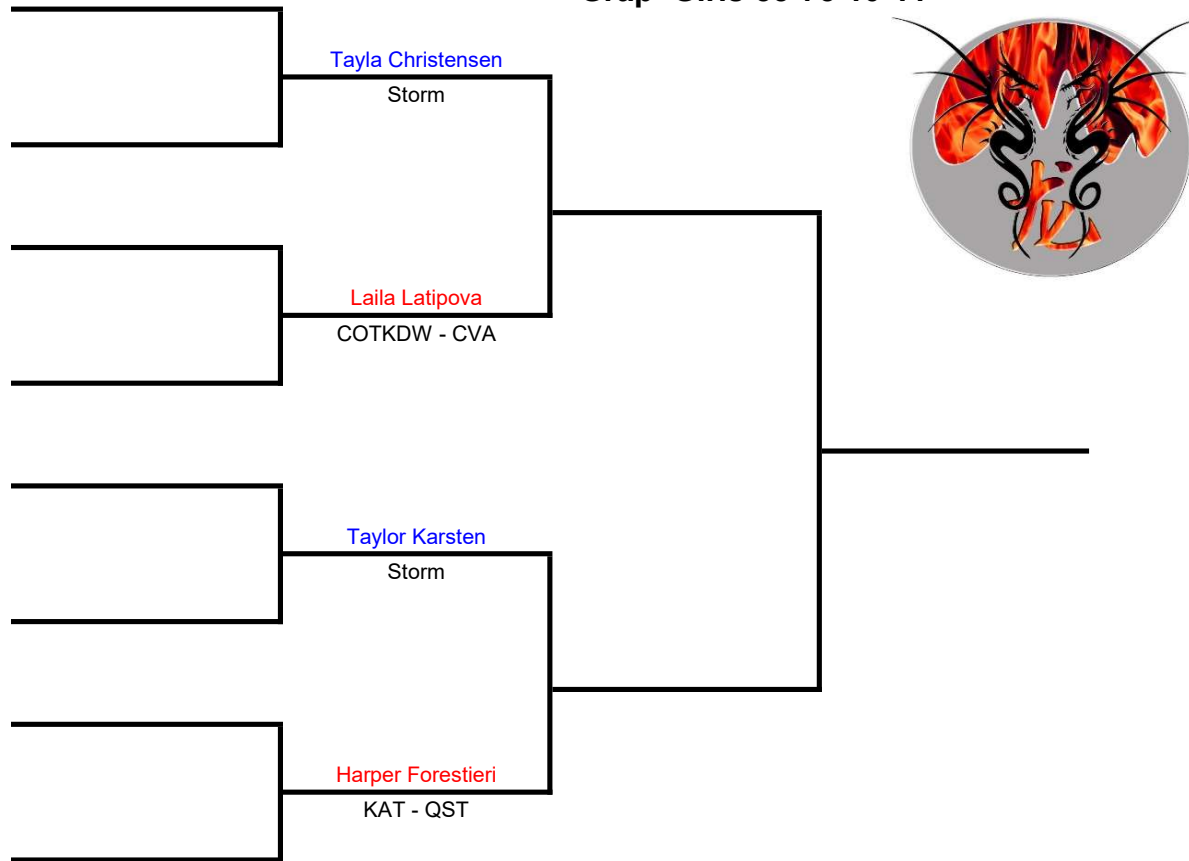 Tayla Christensen
Storm
Laila Latipova
COTKDW - CVA
Taylor Karsten
Storm
Harper Forestieri
KAT - QST